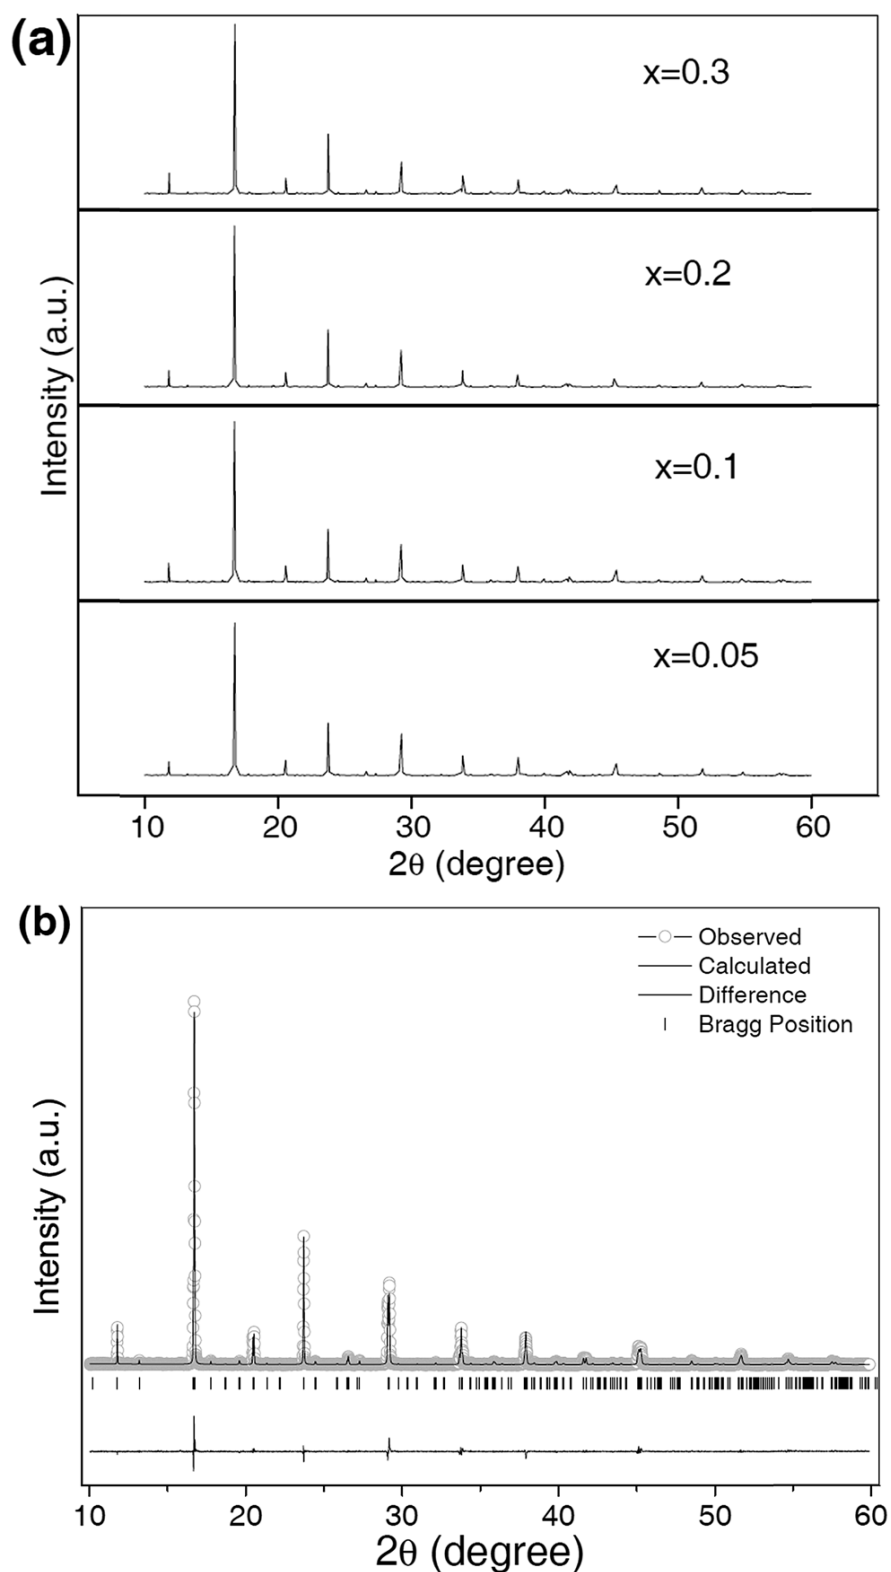 (a)
x=0.3
x=0.2
x=0.1
x=0.05
Intensity (a.u.)
10 20 30 40 50 60
2θ (degree)
(b)
Observed
Calculated
Difference
Bragg Position
Intensity (a.u.)
10 20 30 40 50 60
2θ (degree)